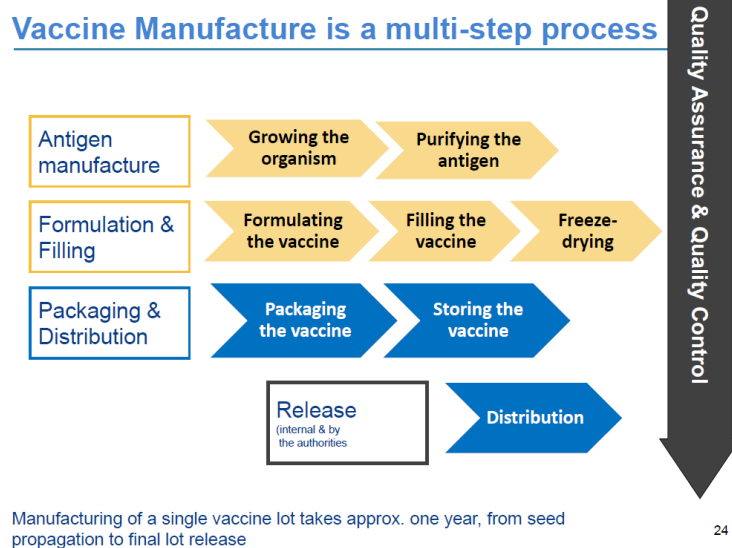 Vaccine Manufacture is a multi-step process
Quality Assurance & Quality Control
Antigen
manufacture
Growing the
organism
Purifying the
antigen
Formulation &
Filling
Formulating
the vaccine
Filling the
vaccine
Freeze-
drying
Packaging &
Distribution
Packaging
the vaccine
Storing the
vaccine
Release
(internal & by
the authorities
Distribution
Manufacturing of a single vaccine lot takes approx. one year, from seed
propagation to final lot release
24